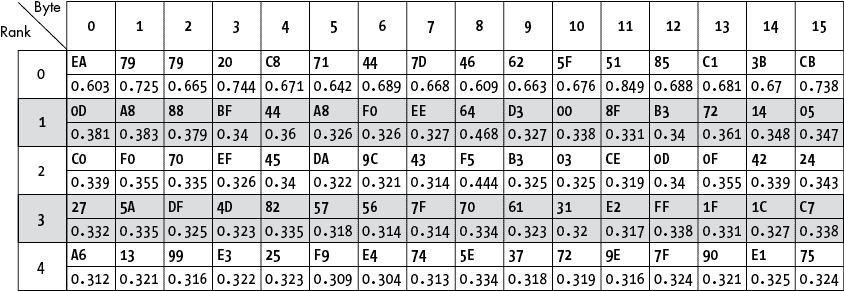 Byte
Rank
0 1 2 3 4 5 6 7 8 9 10 11 12 13 14 15
0
EA 79 79 20 C8 71 44 7D 46 62 5F 51 85 C1 3B CB
0.603 0.725 0.665 0.744 0.671 0.642 0.689 0.668 0.609 0.663 0.676 0.849 0.688 0.681 0.67 0.738
1
0D A8 88 BF 44 A8 F0 EE 64 D3 00 8F B3 72 14 05
0.381 0.383 0.379 0.34 0.36 0.326 0.326 0.327 0.468 0.327 0.338 0.331 0.34 0.361 0.348 0.347
2
C0 F0 70 EF 45 DA 9C 43 F5 B3 03 CE 0D 0F 42 24
0.339 0.355 0.335 0.326 0.34 0.322 0.321 0.314 0.444 0.325 0.325 0.319 0.34 0.355 0.339 0.343
3
27 5A DF 4D 82 57 56 7F 70 61 31 E2 FF 1F 1C C7
0.332 0.335 0.325 0.323 0.335 0.318 0.314 0.314 0.334 0.323 0.32 0.317 0.338 0.331 0.327 0.338
4
A6 13 99 E3 25 F9 E4 74 5E 37 72 9E 7F 90 E1 75
0.312 0.321 0.316 0.322 0.323 0.309 0.304 0.313 0.334 0.318 0.319 0.316 0.324 0.321 0.325 0.324